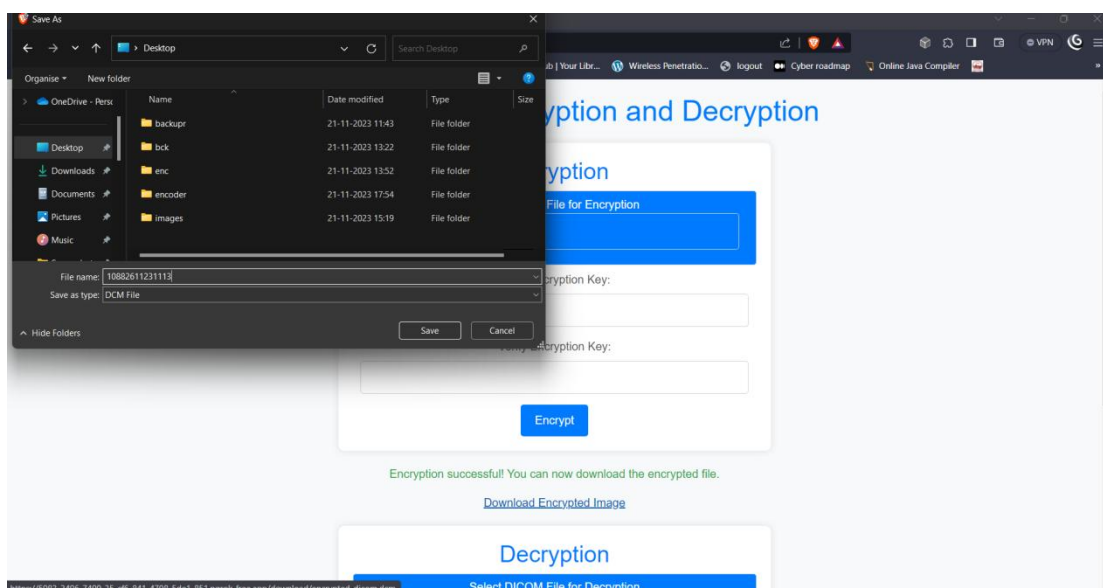 Save As
Desktop
Search Desktop
VPN
b | Your Libr... Wireless Penetratio... logout Cyber roadmap Online Java Compiler
Organise New folder
Name Date modified Type Size
OneDrive - Pers
backupr 21-11-2023 11:43 File folder
Desktop
bck 21-11-2023 13:22 File folder
Downloads
enc 21-11-2023 13:52 File folder
Documents
encoder 21-11-2023 17:54 File folder
Pictures
images 21-11-2023 15:19 File folder
Music
File name: 10882611231113
Save as type: DCM File
Hide Folders
Save Cancel
yption and Decryption
yption
File for Encryption
cryption Key:
Encryption Key:
Encrypt
Encryption successful! You can now download the encrypted file.
Download Encrypted Image
Decryption
Select DICOM File for Decryption